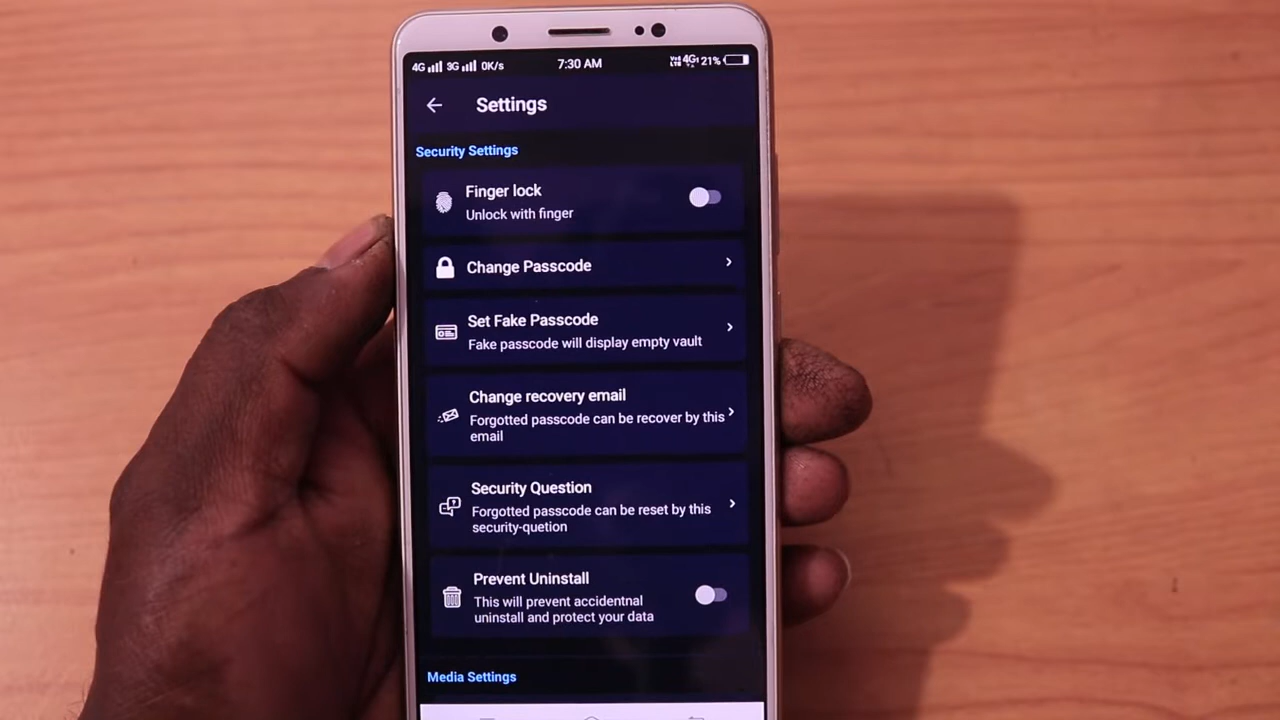 4G 3G 0K/s 7:30 AM VoLTE 4G 21%
Settings
Security Settings
Finger lock
Unlock with finger
Change Passcode
Set Fake Passcode
Fake passcode will display empty vault
Change recovery email
Forgotted passcode can be recover by this
email
Security Question
Forgotted passcode can be reset by this
security-quetion
Prevent Uninstall
This will prevent accidentnal
uninstall and protect your data
Media Settings